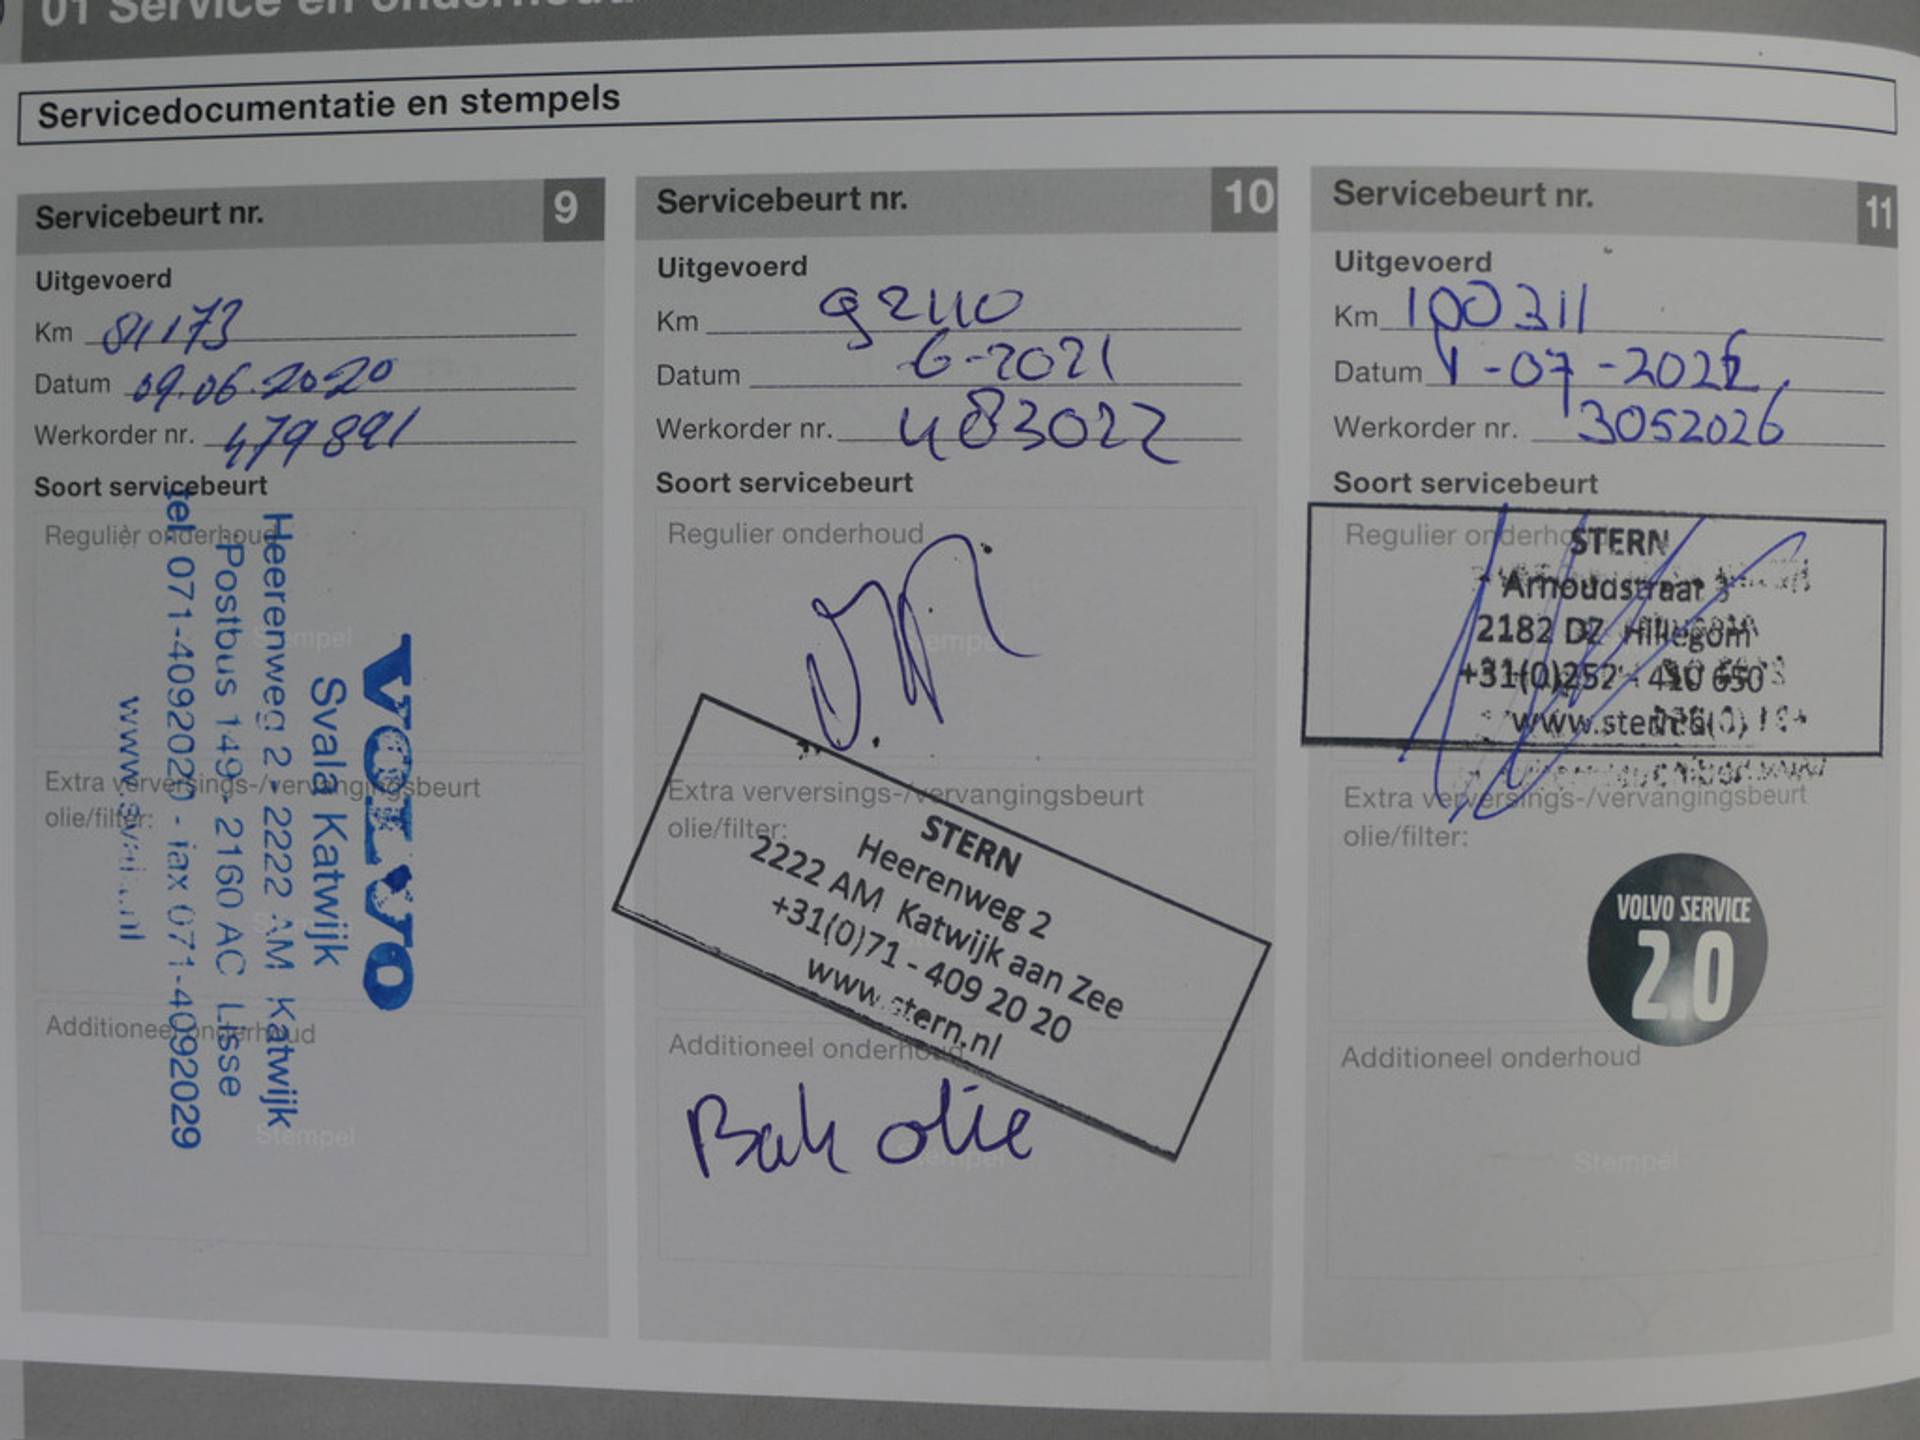 01 Service en onderhoud
Servicedocumentatie en stempels
Servicebeurt nr. 9
Uitgevoerd
Km 81173
Datum 09.06.2020
Werkorder nr. 479891
Soort servicebeurt
Regulier onderhoud
Stempel
Extra verversings-/vervangingsbeurt
olie/filter:
Stempel
Additioneel onderhoud
Stempel
VOLVO
Svala Katwijk
Heerenweg 2 - 2222 AM Katwijk
Postbus 149 - 2160 AC Lisse
tel. 071-4092020 - fax 071-4092029
Servicebeurt nr. 10
Uitgevoerd
Km 92110
Datum 6-2021
Werkorder nr. 483022
Soort servicebeurt
Regulier onderhoud
Stempel
Extra verversings-/vervangingsbeurt
olie/filter:
STERN
Heerenweg 2
2222 AM Katwijk aan Zee
+31(0)71 - 409 20 20
www.stern.nl
Additioneel onderhoud
Bak olie
Stempel
Servicebeurt nr. 11
Uitgevoerd
Km 100311
Datum 1-07-2022
Werkorder nr. 3052026
Soort servicebeurt
Regulier onderhoud
STERN
Arnoudstraat 3
2182 DZ Hillegom
+31(0)252 - 410 650
Extra verversings-/vervangingsbeurt
olie/filter:
VOLVO SERVICE
2.0
Additioneel onderhoud
Stempel